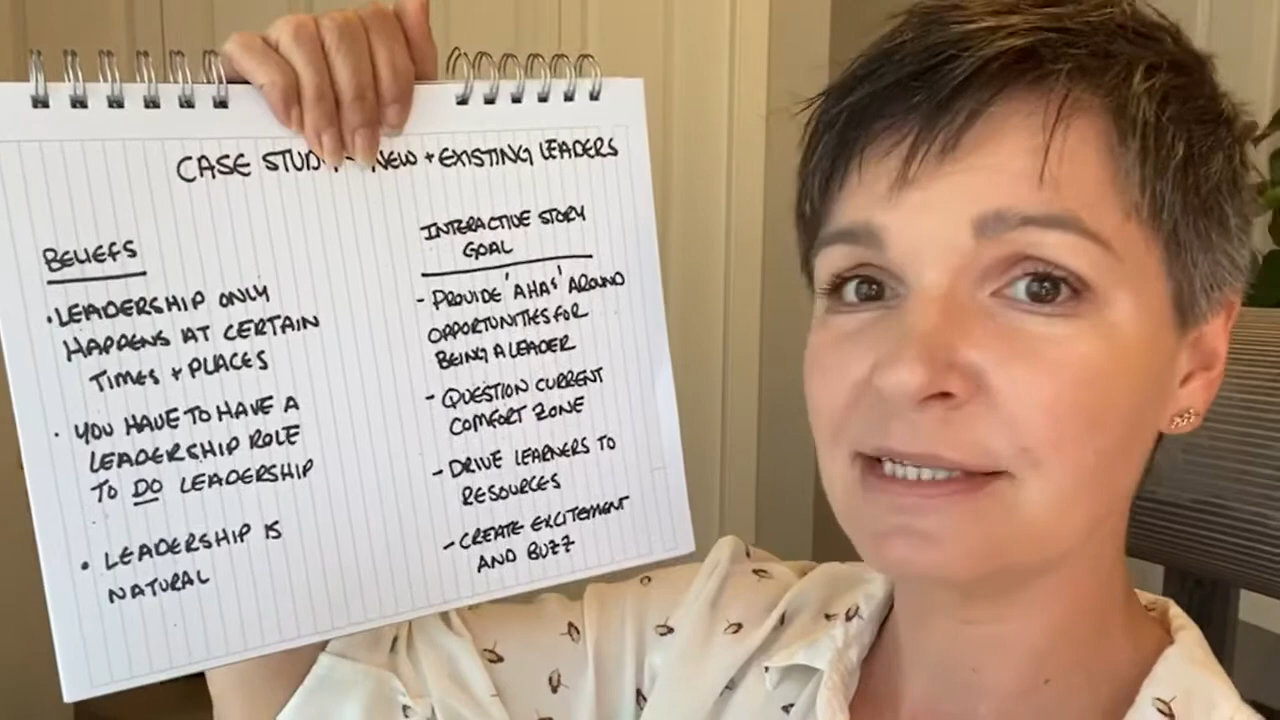 CASE STUDY - NEW + EXISTING LEADERS
BELIEFS
• LEADERSHIP ONLY
HAPPENS AT CERTAIN
TIMES + PLACES
• YOU HAVE TO HAVE A
LEADERSHIP ROLE
TO DO LEADERSHIP
• LEADERSHIP IS
NATURAL
INTERACTIVE STORY
GOAL
- PROVIDE 'AHAS' AROUND
OPPORTUNITIES FOR
BEING A LEADER
- QUESTION CURRENT
COMFORT ZONE
- DRIVE LEARNERS TO
RESOURCES
- CREATE EXCITEMENT
AND BUZZ